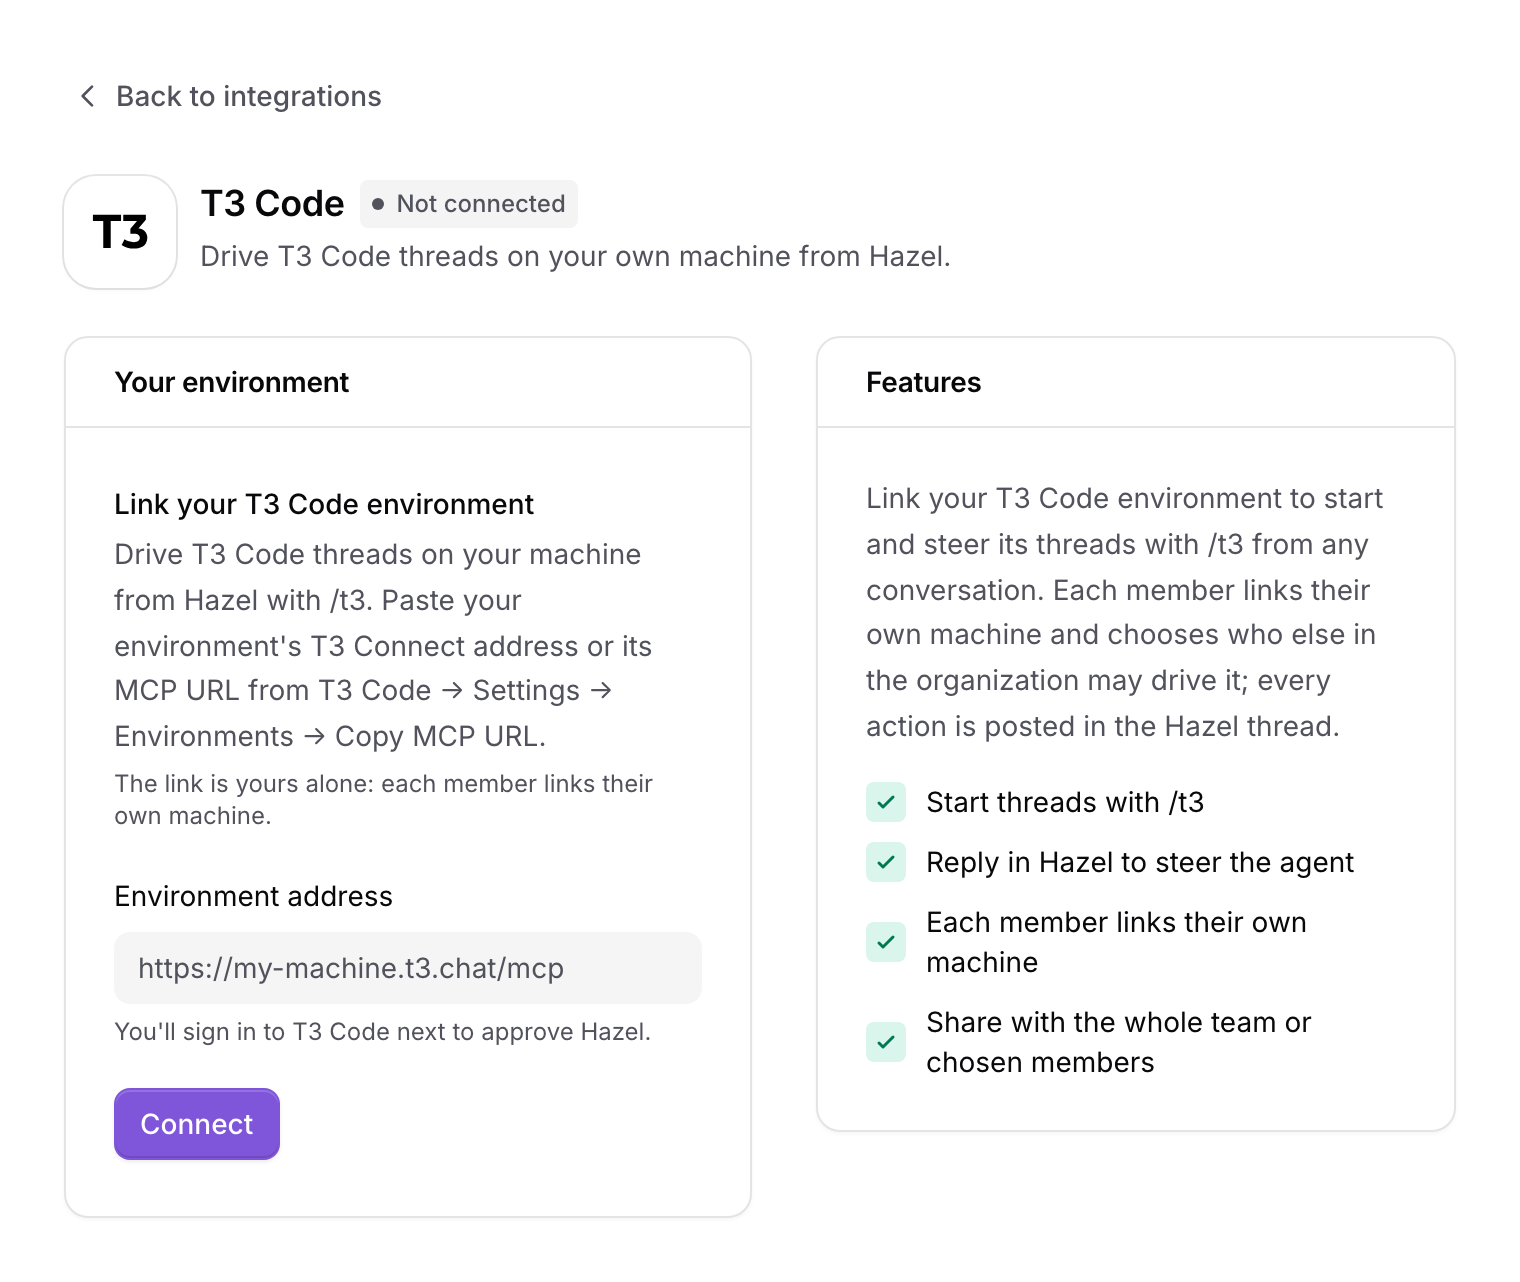 Back to integrations
T3
T3 Code
Not connected
Drive T3 Code threads on your own machine from Hazel.
Your environment
Link your T3 Code environment
Drive T3 Code threads on your machine
from Hazel with /t3. Paste your
environment's T3 Connect address or its
MCP URL from T3 Code → Settings →
Environments → Copy MCP URL.
The link is yours alone: each member links their
own machine.
Environment address
https://my-machine.t3.chat/mcp
You'll sign in to T3 Code next to approve Hazel.
Connect
Features
Link your T3 Code environment to start
and steer its threads with /t3 from any
conversation. Each member links their
own machine and chooses who else in
the organization may drive it; every
action is posted in the Hazel thread.
Start threads with /t3
Reply in Hazel to steer the agent
Each member links their own
machine
Share with the whole team or
chosen members